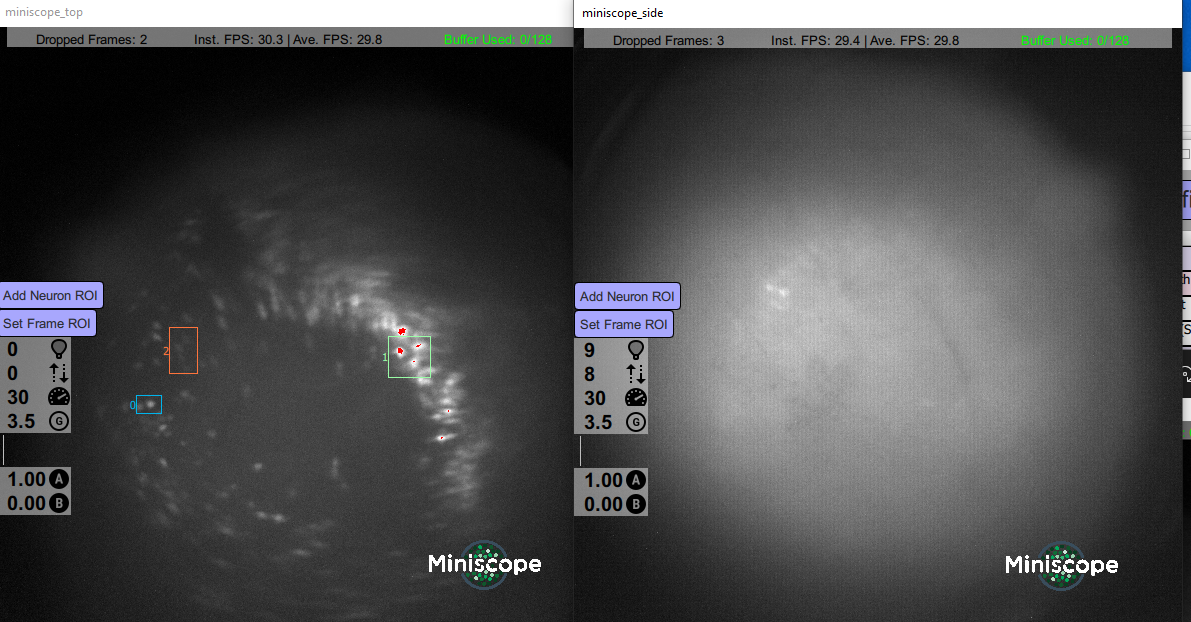 miniscope_top
Dropped Frames: 2 Inst. FPS: 30.3 | Ave. FPS: 29.8 Buffer Used: 0/128
Add Neuron ROI
Set Frame ROI
0
0
30
3.5 G
1.00 A
0.00 B
0
1
2
Miniscope
miniscope_side
Dropped Frames: 3 Inst. FPS: 29.4 | Ave. FPS: 29.8 Buffer Used: 0/128
Add Neuron ROI
Set Frame ROI
9
8
30
3.5 G
1.00 A
0.00 B
Miniscope